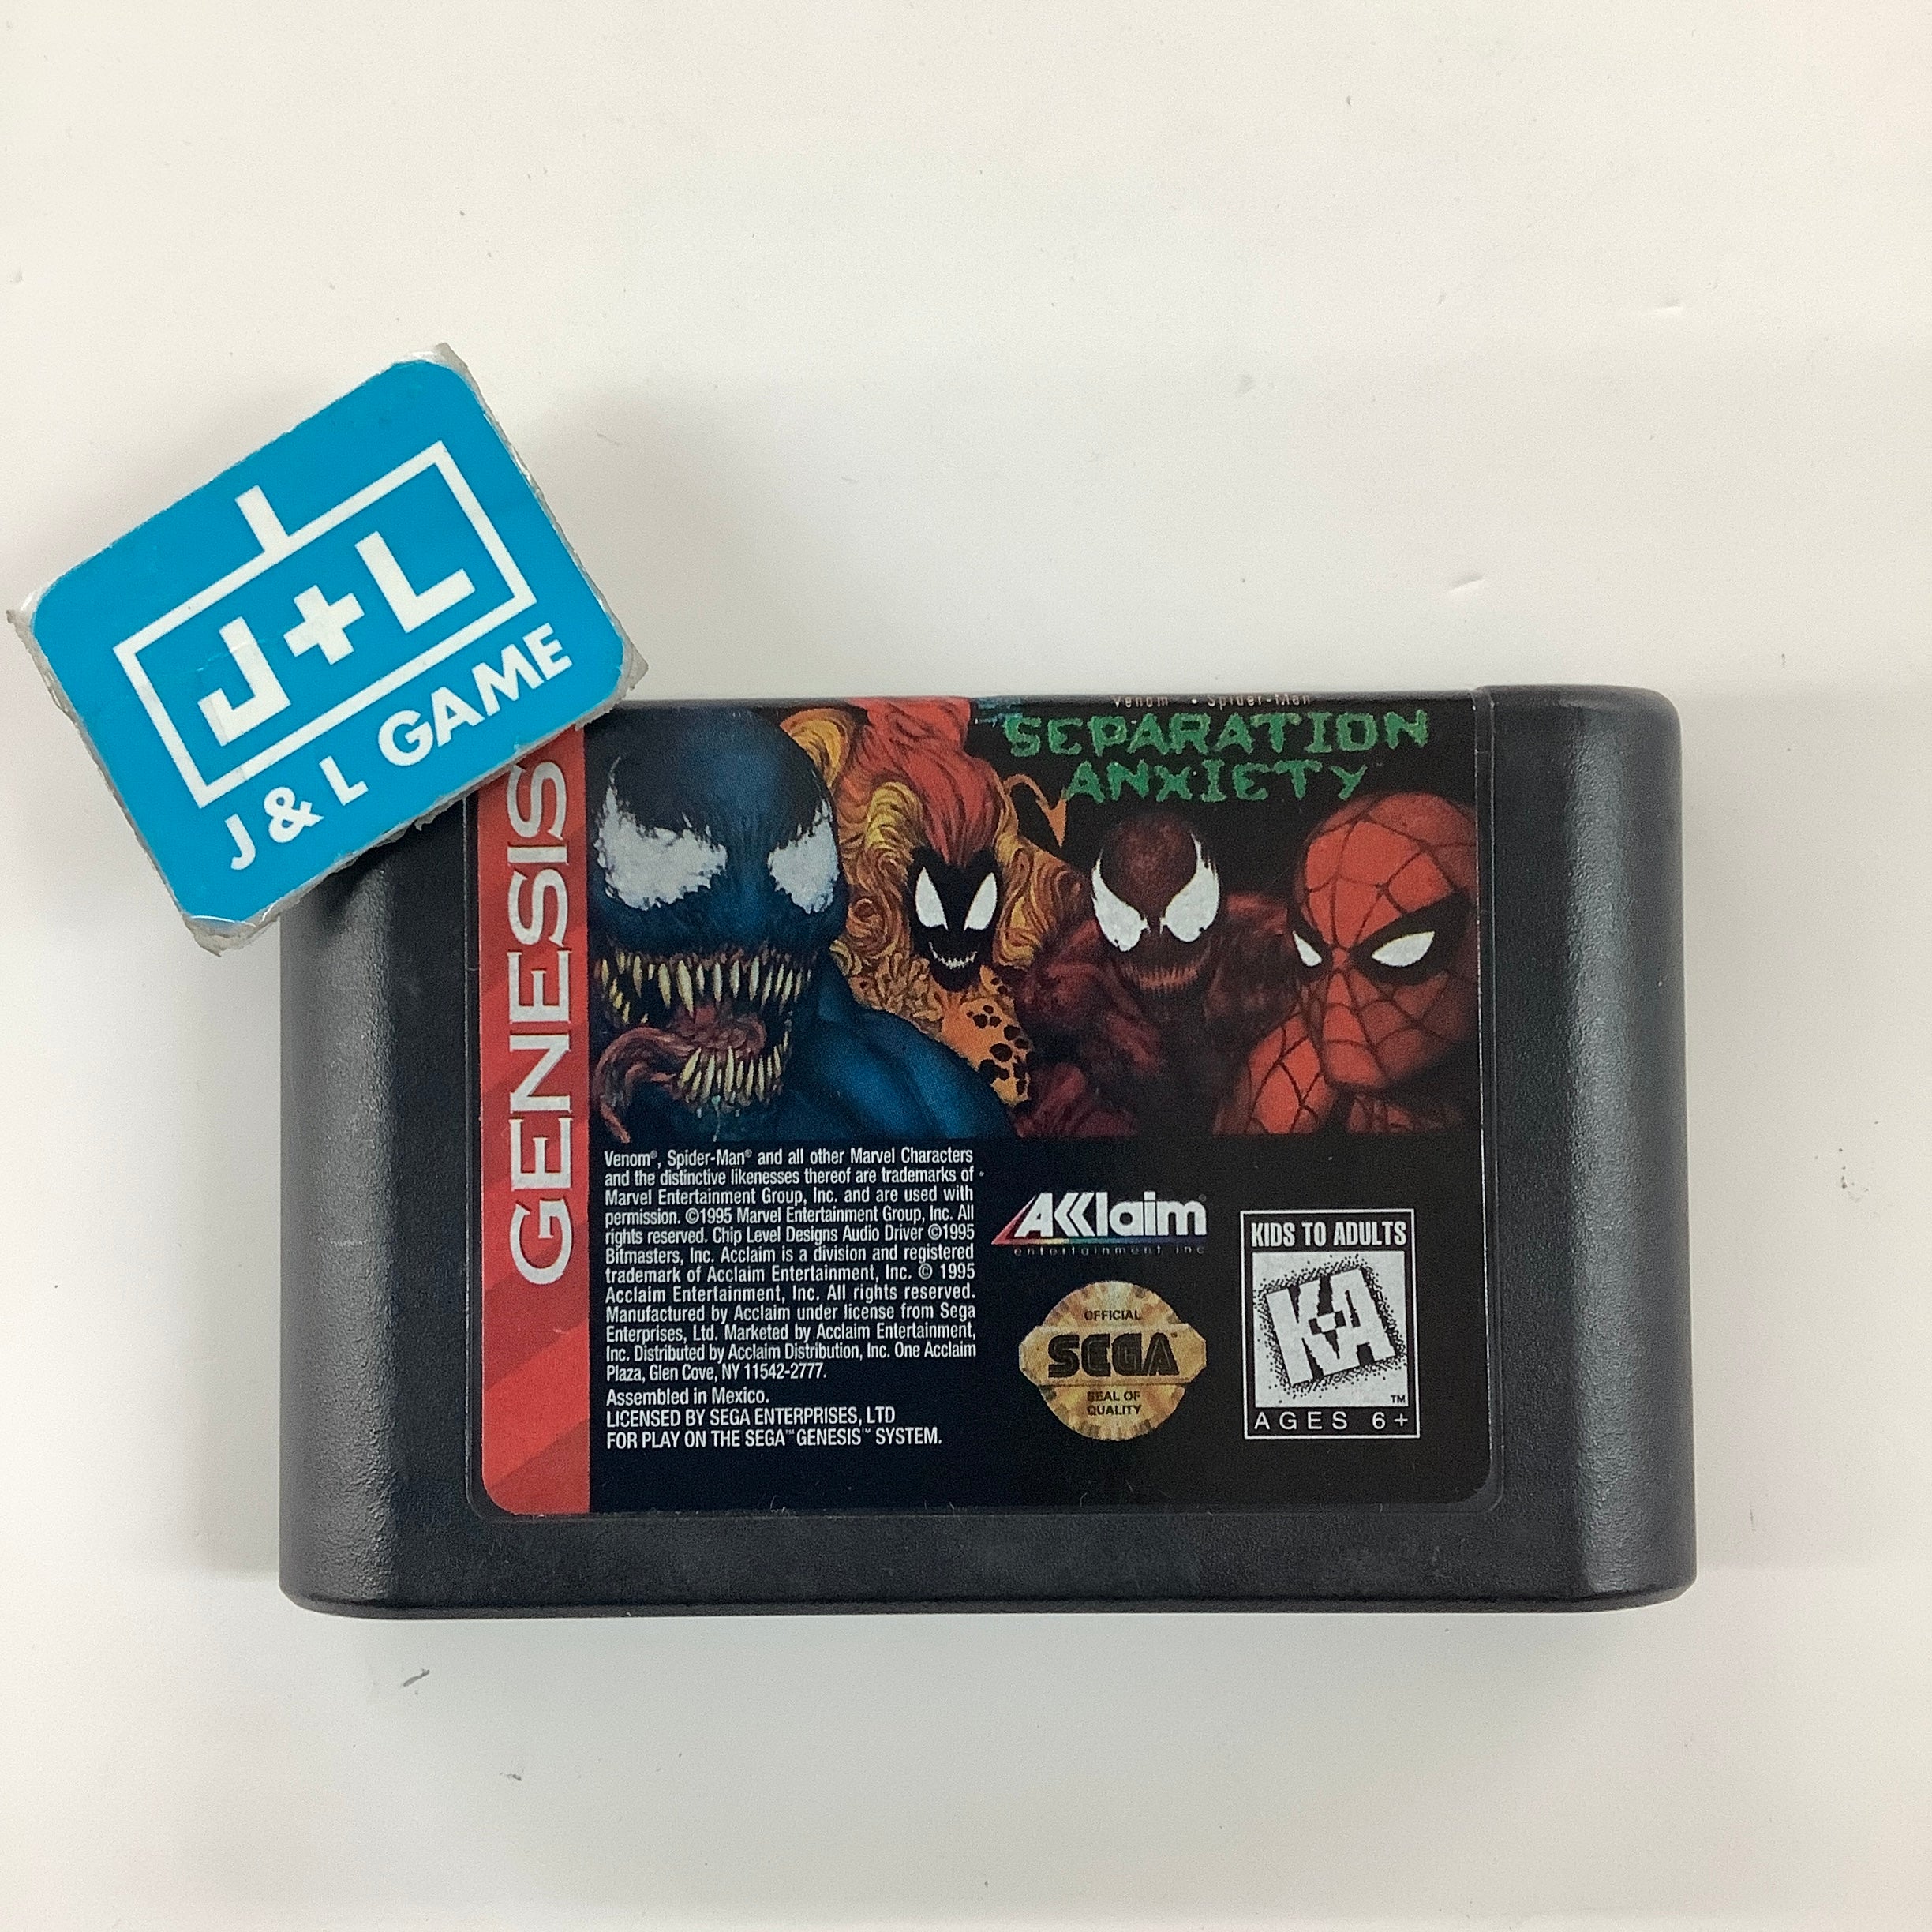 J+L
J & L GAME
GENESIS
Venom • Spider-Man
SEPARATION
ANXIETY
Venom®, Spider-Man® and all other Marvel Characters
and the distinctive likenesses thereof are trademarks of
Marvel Entertainment Group, Inc. and are used with
permission. ©1995 Marvel Entertainment Group, Inc. All
rights reserved. Chip Level Designs Audio Driver ©1995
Bitmasters, Inc. Acclaim is a division and registered
trademark of Acclaim Entertainment, Inc. © 1995
Acclaim Entertainment, Inc. All rights reserved.
Manufactured by Acclaim under license from Sega
Enterprises, Ltd. Marketed by Acclaim Entertainment,
Inc. Distributed by Acclaim Distribution, Inc. One Acclaim
Plaza, Glen Cove, NY 11542-2777.
Assembled in Mexico.
LICENSED BY SEGA ENTERPRISES, LTD
FOR PLAY ON THE SEGA™ GENESIS™ SYSTEM.
AKKlaim®
entertainment, inc
OFFICIAL
SEGA™
SEAL OF
QUALITY
KIDS TO ADULTS
K-A
™
AGES 6+